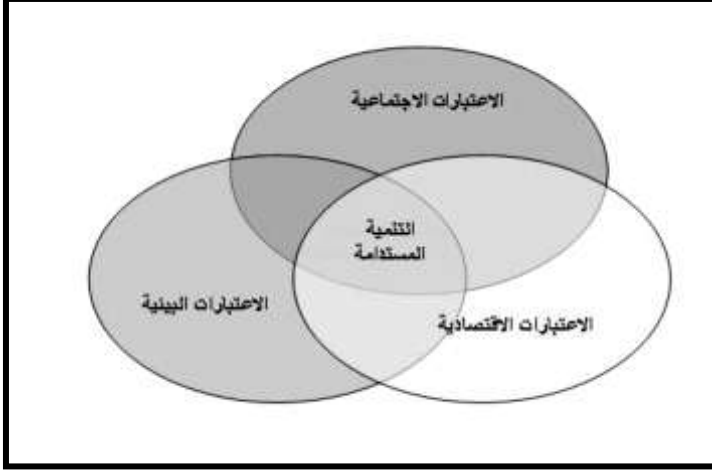 الاعتبارات الاجتماعية
التنمية
المستدامة
الاعتبارات البيئية
الاعتبارات الاقتصادية